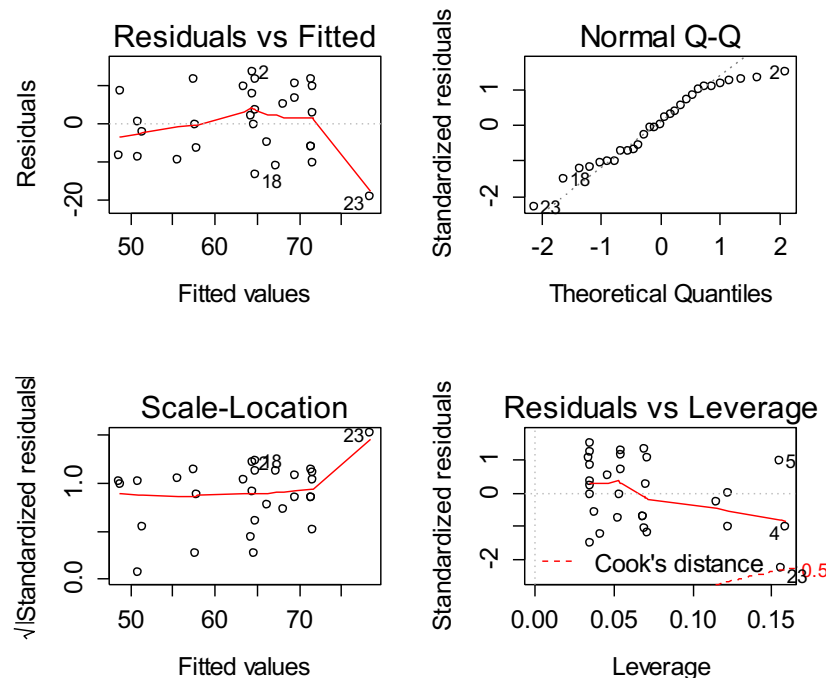 Residuals vs Fitted
Residuals
0
-20
2
18
23
50
60
70
Fitted values
Normal Q-Q
Standardized residuals
1
0
-2
2
18
23
-2
-1
0
1
2
Theoretical Quantiles
Scale-Location
√|Standardized residuals|
1.0
0.0
23
18
2
50
60
70
Fitted values
Residuals vs Leverage
Standardized residuals
1
0
-2
5
4
23
0.5
Cook's distance
0.00
0.05
0.10
0.15
Leverage